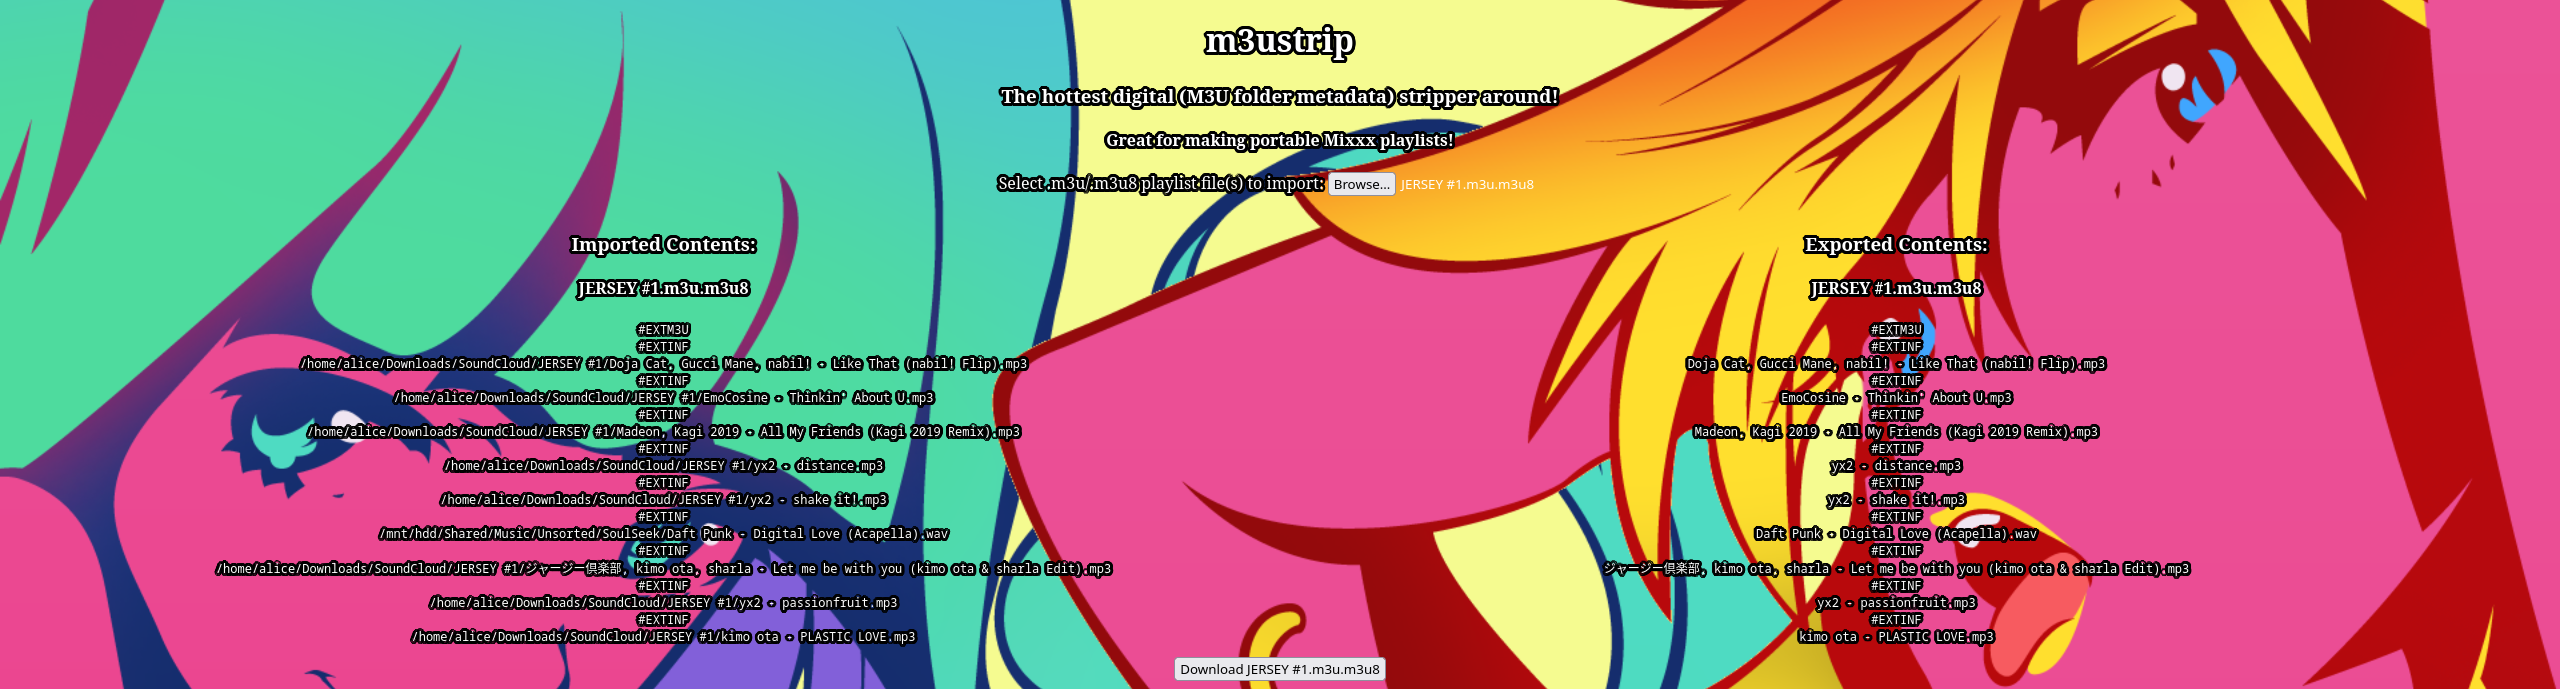 m3ustrip
The hottest digital (M3U folder metadata) stripper around!
Great for making portable Mixxx playlists!
Select .m3u/.m3u8 playlist file(s) to import: Browse... JERSEY #1.m3u.m3u8
Imported Contents:
JERSEY #1.m3u.m3u8
#EXTM3U
#EXTINF
/home/alice/Downloads/SoundCloud/JERSEY #1/Doja Cat, Gucci Mane, nabil! - Like That (nabil! Flip).mp3
#EXTINF
/home/alice/Downloads/SoundCloud/JERSEY #1/EmoCosine - Thinkin' About U.mp3
#EXTINF
/home/alice/Downloads/SoundCloud/JERSEY #1/Madeon, Kagi 2019 - All My Friends (Kagi 2019 Remix).mp3
#EXTINF
/home/alice/Downloads/SoundCloud/JERSEY #1/yx2 - distance.mp3
#EXTINF
/home/alice/Downloads/SoundCloud/JERSEY #1/yx2 - shake it!.mp3
#EXTINF
/mnt/hdd/Shared/Music/Unsorted/SoulSeek/Daft Punk - Digital Love (Acapella).wav
#EXTINF
/home/alice/Downloads/SoundCloud/JERSEY #1/ジャージー倶楽部, kimo ota, sharla - Let me be with you (kimo ota & sharla Edit).mp3
#EXTINF
/home/alice/Downloads/SoundCloud/JERSEY #1/yx2 - passionfruit.mp3
#EXTINF
/home/alice/Downloads/SoundCloud/JERSEY #1/kimo ota - PLASTIC LOVE.mp3
Exported Contents:
JERSEY #1.m3u.m3u8
#EXTM3U
#EXTINF
Doja Cat, Gucci Mane, nabil! - Like That (nabil! Flip).mp3
#EXTINF
EmoCosine - Thinkin' About U.mp3
#EXTINF
Madeon, Kagi 2019 - All My Friends (Kagi 2019 Remix).mp3
#EXTINF
yx2 - distance.mp3
#EXTINF
yx2 - shake it!.mp3
#EXTINF
Daft Punk - Digital Love (Acapella).wav
#EXTINF
ジャージー倶楽部, kimo ota, sharla - Let me be with you (kimo ota & sharla Edit).mp3
#EXTINF
yx2 - passionfruit.mp3
#EXTINF
kimo ota - PLASTIC LOVE.mp3
Download JERSEY #1.m3u.m3u8